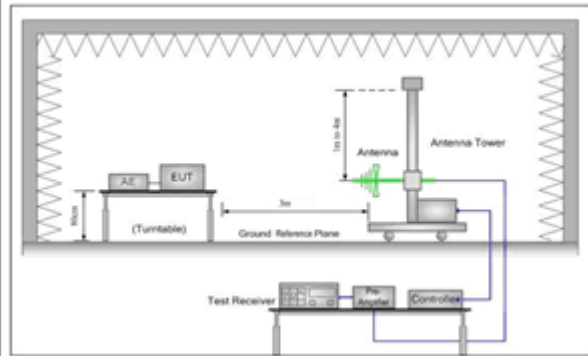 1m to 4m
Antenna
Antenna Tower
AE
EUT
80cm
(Turntable)
3m
Ground Reference Plane
Test Receiver
Pre-
Amplifier
Controller